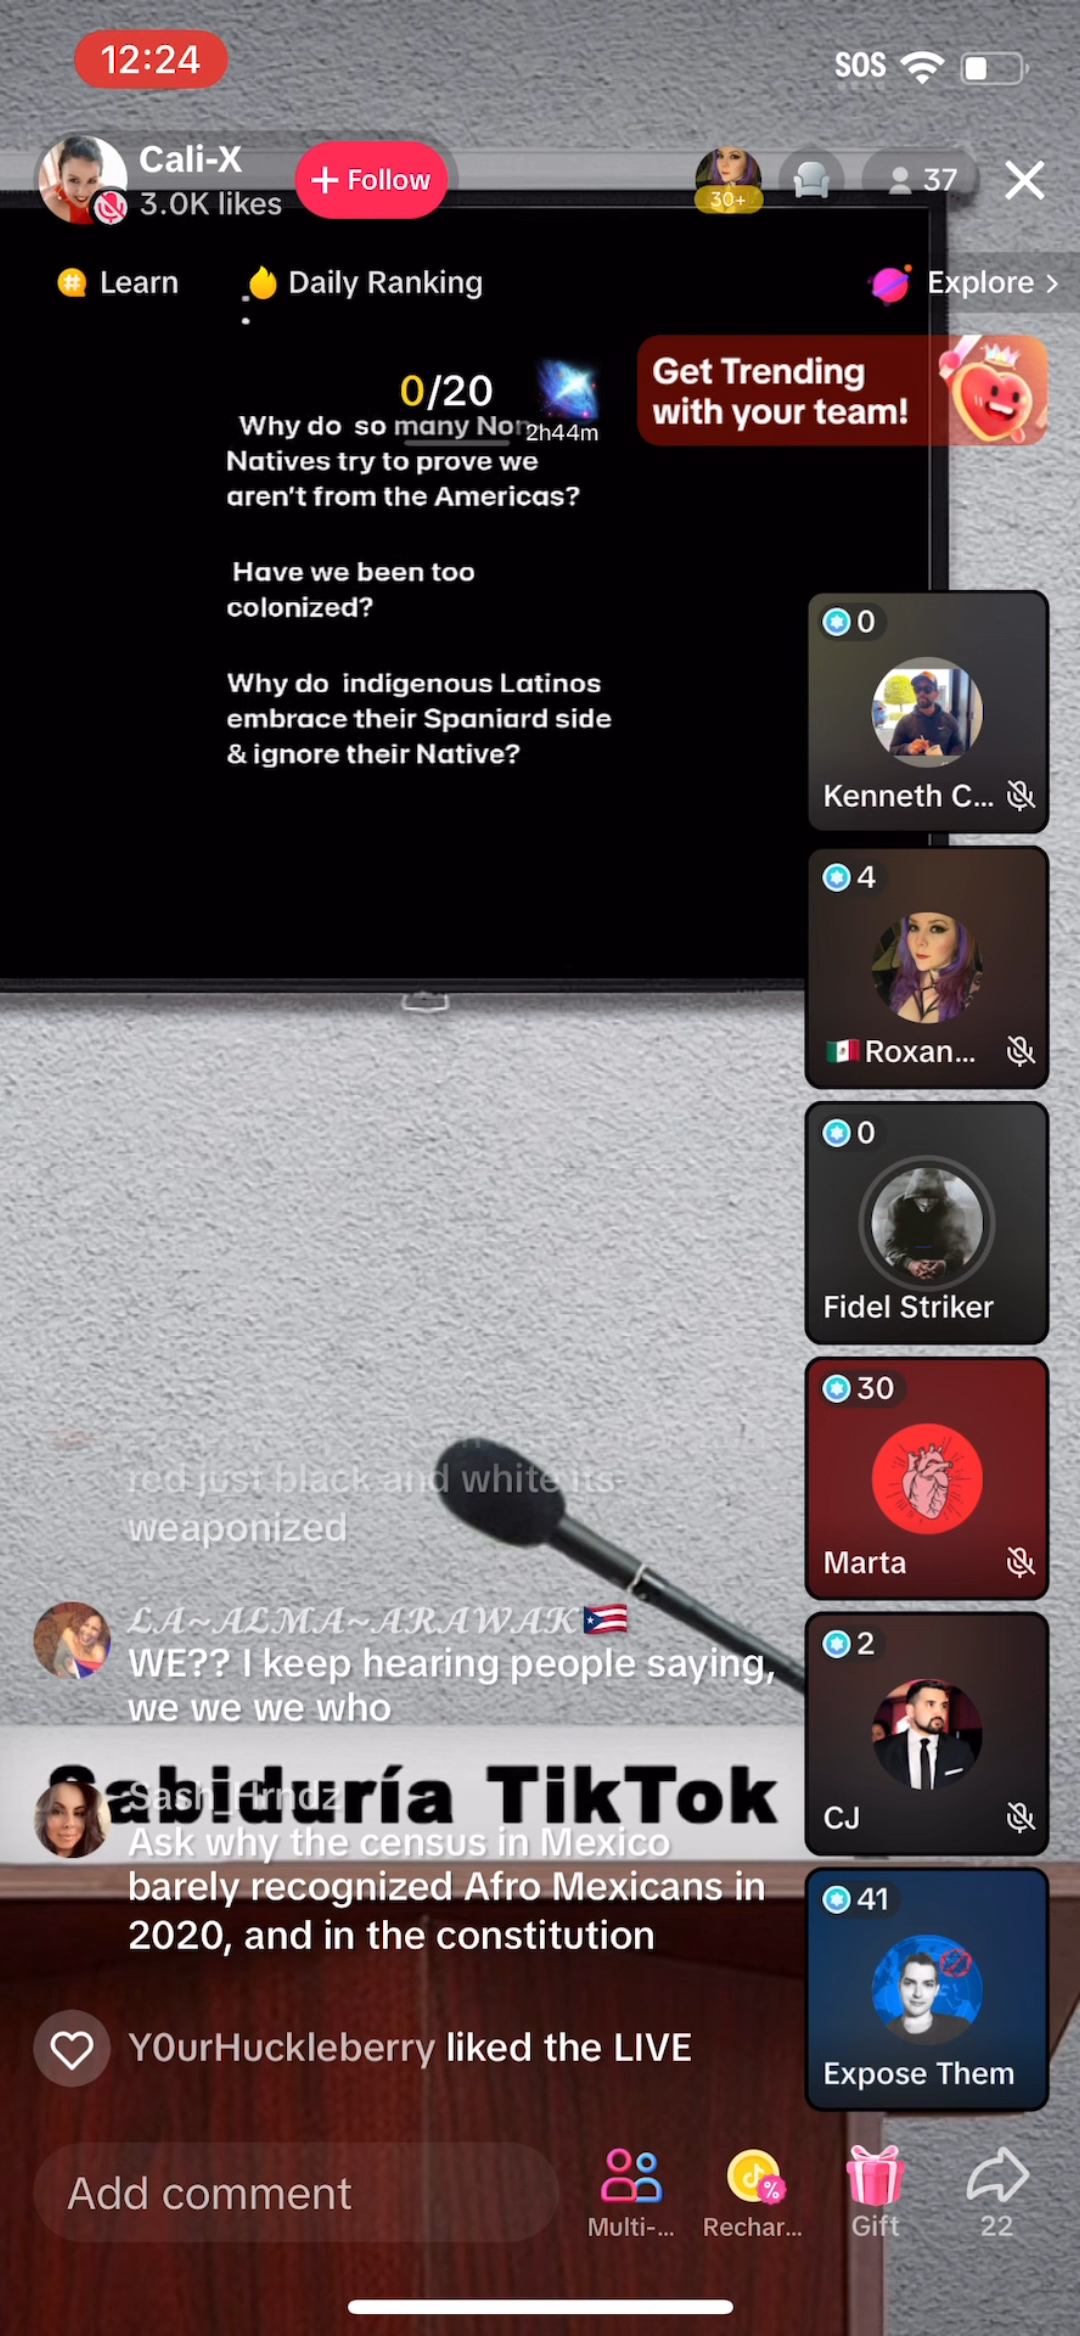 12:24
SOS
Cali-X
3.0K likes
+ Follow
30+
37
Learn
Daily Ranking
Explore >
0/20
2h44m
Get Trending
with your team!
Why do so many Non
Natives try to prove we
aren't from the Americas?
Have we been too
colonized?
Why do indigenous Latinos
embrace their Spaniard side
& ignore their Native?
0
Kenneth C...
4
🇲🇽 Roxan...
0
Fidel Striker
30
Marta
2
CJ
41
Expose Them
red just black and white its
weaponized
ℒA~ALMA~ARAWAK🇵🇷
WE?? I keep hearing people saying,
we we we who
Sabiduría TikTok
Sash_Hrndz
Ask why the census in Mexico
barely recognized Afro Mexicans in
2020, and in the constitution
Y0urHuckleberry liked the LIVE
Add comment
Multi-...
Rechar...
Gift
22